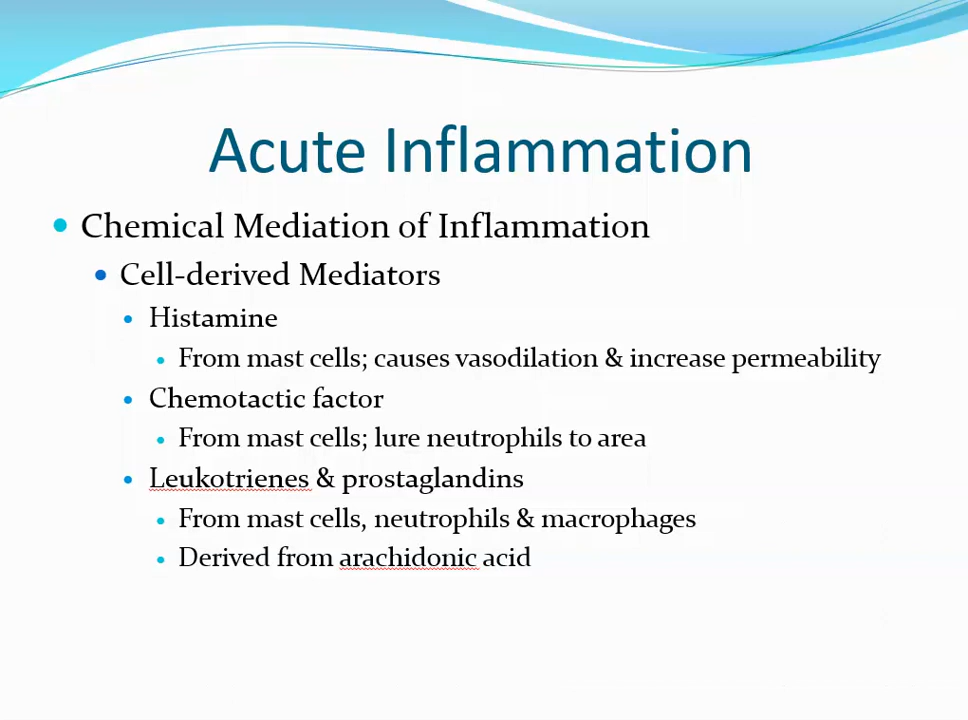 Acute Inflammation
Chemical Mediation of Inflammation
Cell-derived Mediators
Histamine
From mast cells; causes vasodilation & increase permeability
Chemotactic factor
From mast cells; lure neutrophils to area
Leukotrienes & prostaglandins
From mast cells, neutrophils & macrophages
Derived from arachidonic acid